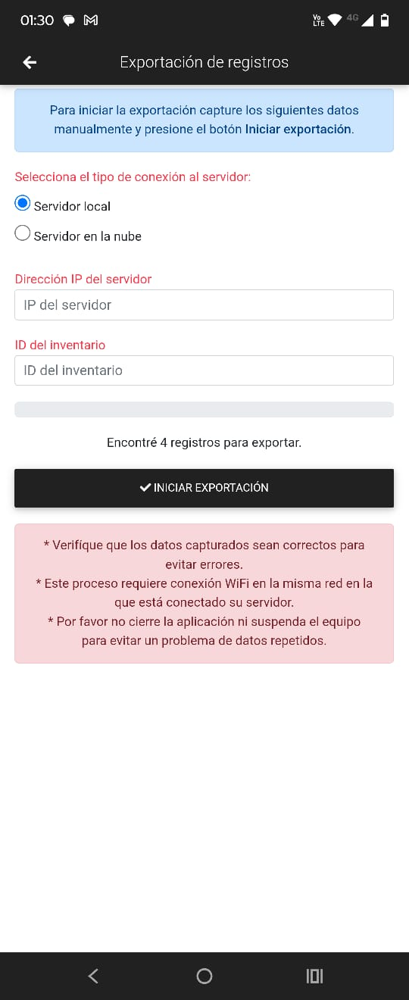 01:30
Vo LTE 4G
Exportación de registros
Para iniciar la exportación capture los siguientes datos
manualmente y presione el botón Iniciar exportación.
Selecciona el tipo de conexión al servidor:
Servidor local
Servidor en la nube
Dirección IP del servidor
IP del servidor
ID del inventario
ID del inventario
Encontré 4 registros para exportar.
INICIAR EXPORTACIÓN
* Verifíque que los datos capturados sean correctos para
evitar errores.
* Este proceso requiere conexión WiFi en la misma red en la
que está conectado su servidor.
* Por favor no cierre la aplicación ni suspenda el equipo
para evitar un problema de datos repetidos.